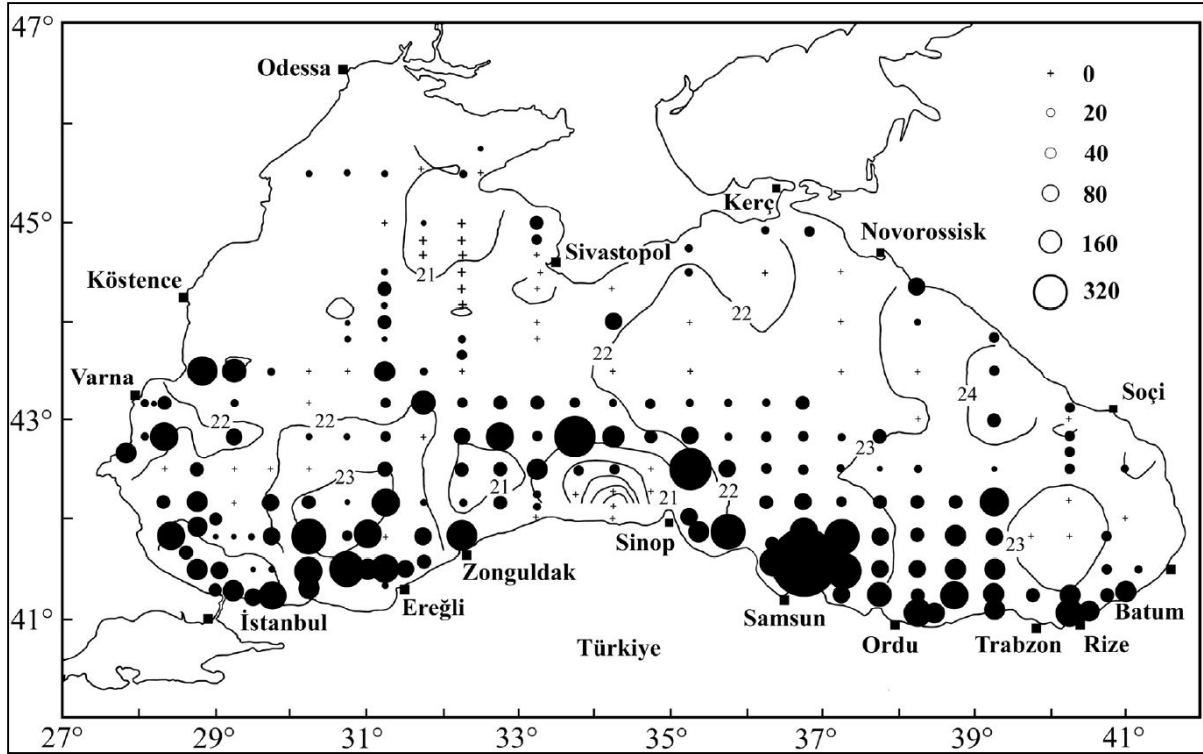 47°
Odessa
0
20
40
80
160
320
45°
Kerç
Novorossisk
Sivastopol
21
Köstence
22
22
24
Varna
Soçi
43°
22
22
23
23
21
21
22
Sinop
23
Zonguldak
Ereğli
İstanbul
Samsun
Batum
41°
Ordu
Trabzon
Rize
Türkiye
27°
29°
31°
33°
35°
37°
39°
41°